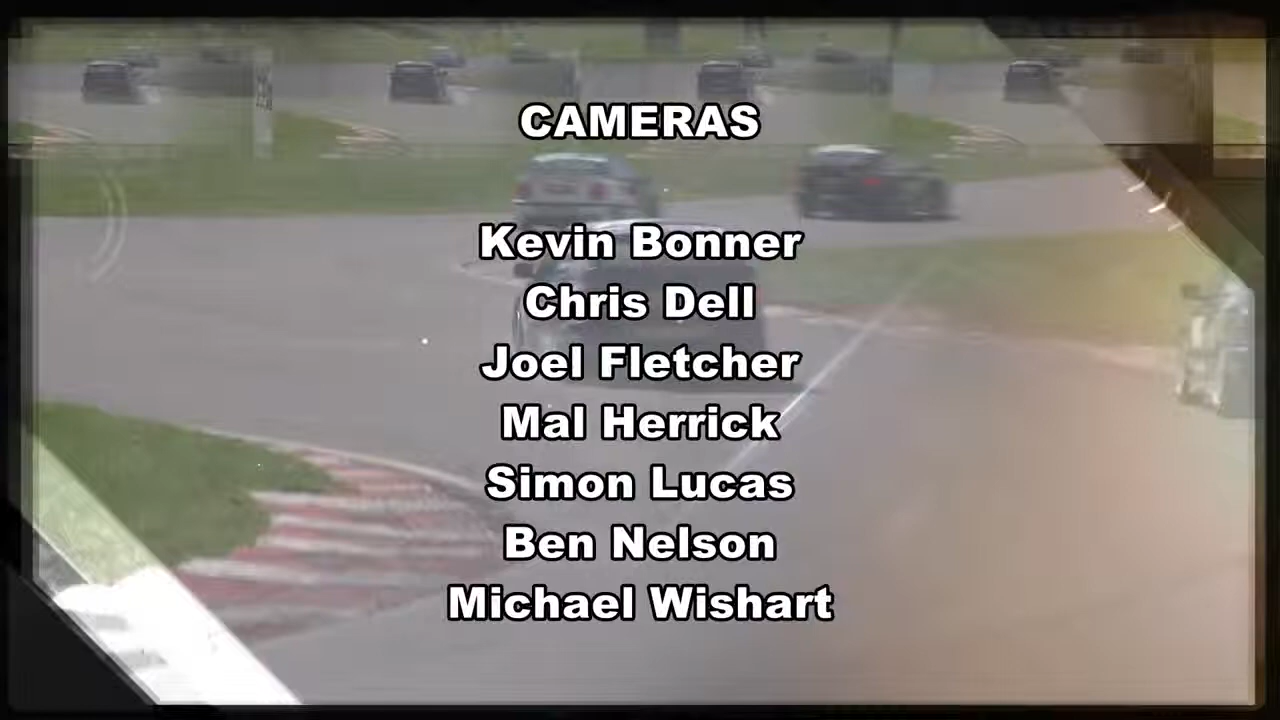 CAMERAS
Kevin Bonner
Chris Dell
Joel Fletcher
Mal Herrick
Simon Lucas
Ben Nelson
Michael Wishart